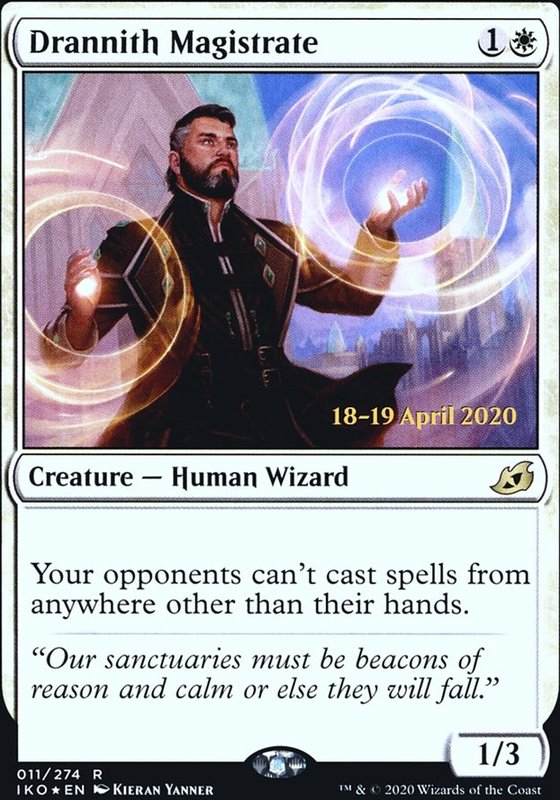 Drannith Magistrate 1
18–19 April 2020
Creature — Human Wizard
Your opponents can't cast spells from
anywhere other than their hands.
“Our sanctuaries must be beacons of
reason and calm or else they will fall.”
1/3
011/274 R
IKO★EN Kieran Yanner
™ & © 2020 Wizards of the Coast